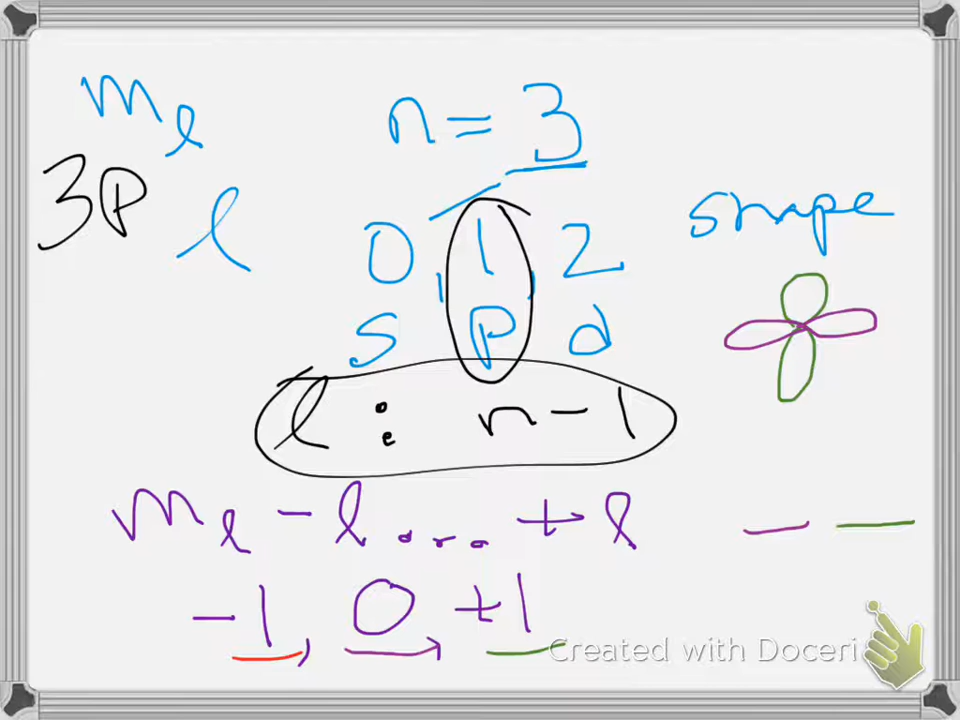 mₗ n = 3
3P l
0, 1, 2 shape
s p d
l : n-1
mₗ -l .... +l
-1, 0, +1
Created with Doceri